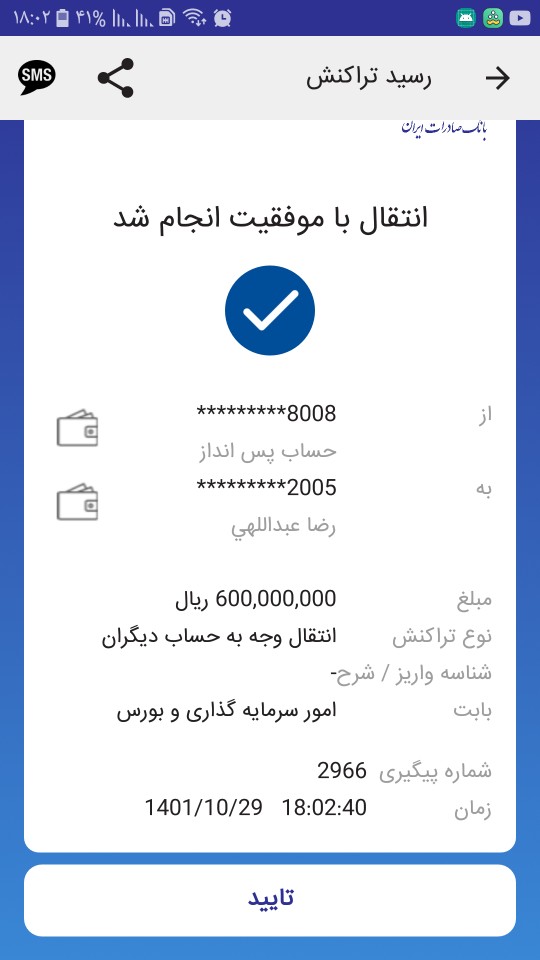 ۱۸:۰۲ ۴۱%
SMS رسید تراکنش
بانک صادرات ایران
انتقال با موفقیت انجام شد
از *********8008
حساب پس انداز
به *********2005
رضا عبداللهي
مبلغ 600,000,000 ریال
نوع تراکنش انتقال وجه به حساب دیگران
شناسه واریز / شرح -
بابت امور سرمایه گذاری و بورس
شماره پیگیری 2966
زمان 18:02:40 1401/10/29
تایید